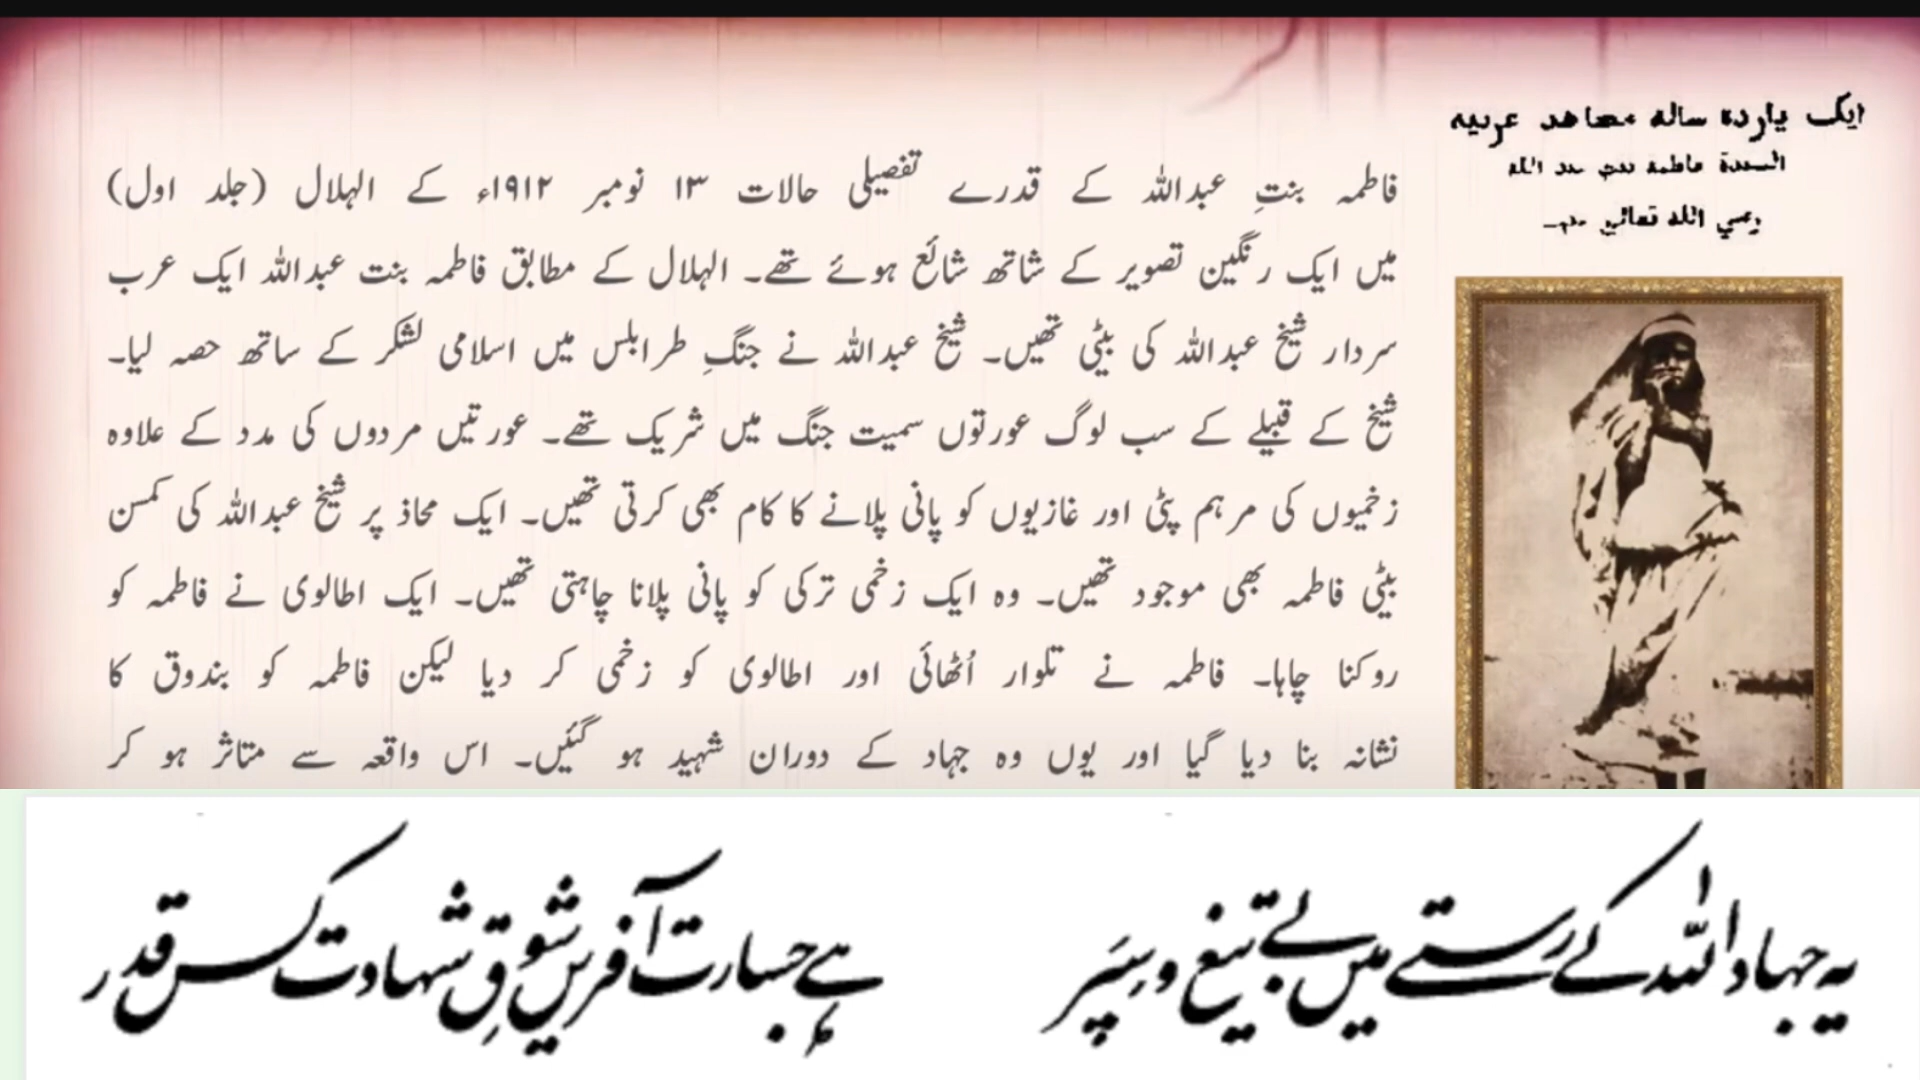 ایک یازدہ سالہ مجاہدہ عربیہ
السیدۃ فاطمہ بنت عبد اللہ
رضی اللہ تعالیٰ عنہا
فاطمہ بنتِ عبداللہ کے قدرے تفصیلی حالات ۱۳ نومبر ۱۹۱۲ء کے الہلال (جلد اول)
میں ایک رنگین تصویر کے شاتھ شائع ہوئے تھے۔ الہلال کے مطابق فاطمہ بنت عبداللہ ایک عرب
سردار شیخ عبداللہ کی بیٹی تھیں۔ شیخ عبداللہ نے جنگِ طرابلس میں اسلامی لشکر کے ساتھ حصہ لیا۔
شیخ کے قبیلے کے سب لوگ عورتوں سمیت جنگ میں شریک تھے۔ عورتیں مردوں کی مدد کے علاوہ
زخمیوں کی مرہم پٹی اور غازیوں کو پانی پلانے کا کام بھی کرتی تھیں۔ ایک محاذ پر شیخ عبداللہ کی کمسن
بیٹی فاطمہ بھی موجود تھیں۔ وہ ایک زخمی ترکی کو پانی پلانا چاہتی تھیں۔ ایک اطالوی نے فاطمہ کو
روکنا چاہا۔ فاطمہ نے تلوار اُٹھائی اور اطالوی کو زخمی کر دیا لیکن فاطمہ کو بندوق کا
نشانہ بنا دیا گیا اور یوں وہ جہاد کے دوران شہید ہو گئیں۔ اس واقعہ سے متاثر ہو کر
یہ جہاد اللہ کے رستے میں بے تیغ و سِپَر
ہے جسارت آفریں شوقِ شہادت کس قدر